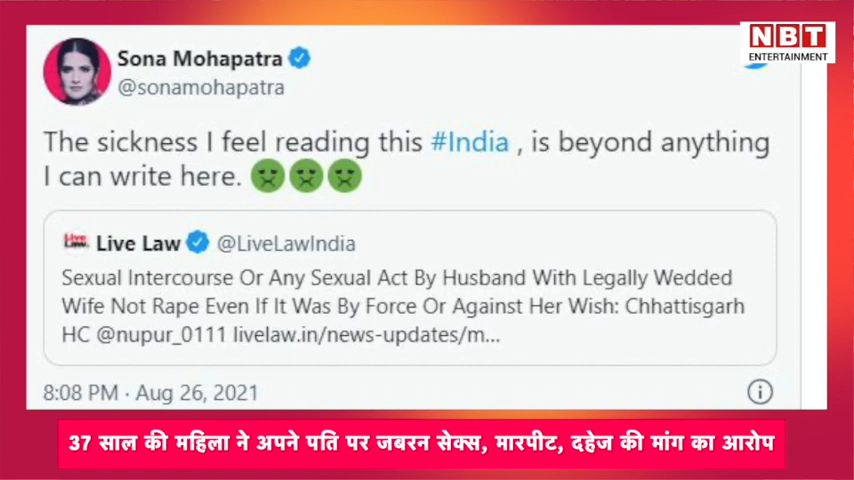 NBT
ENTERTAINMENT
Sona Mohapatra
@sonamohapatra
The sickness I feel reading this #India , is beyond anything
I can write here. 🤢🤢🤢
Live Law
Live Law @LiveLawIndia
Sexual Intercourse Or Any Sexual Act By Husband With Legally Wedded
Wife Not Rape Even If It Was By Force Or Against Her Wish: Chhattisgarh
HC @nupur_0111 livelaw.in/news-updates/m...
8:08 PM · Aug 26, 2021
37 साल की महिला ने अपने पति पर जबरन सेक्स, मारपीट, दहेज की मांग का आरोप